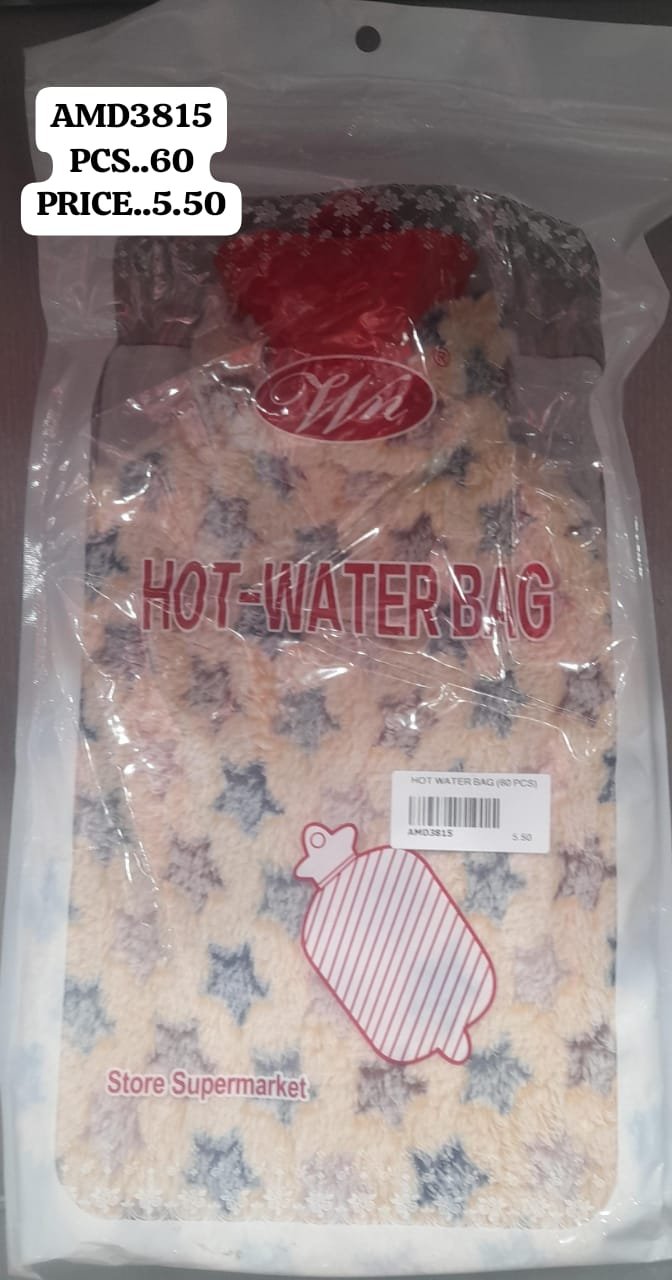 AMD3815
PCS..60
PRICE..5.50
Wn ®
HOT-WATER BAG
HOT WATER BAG (60 PCS)
AMD3815 5.50
Store Supermarket